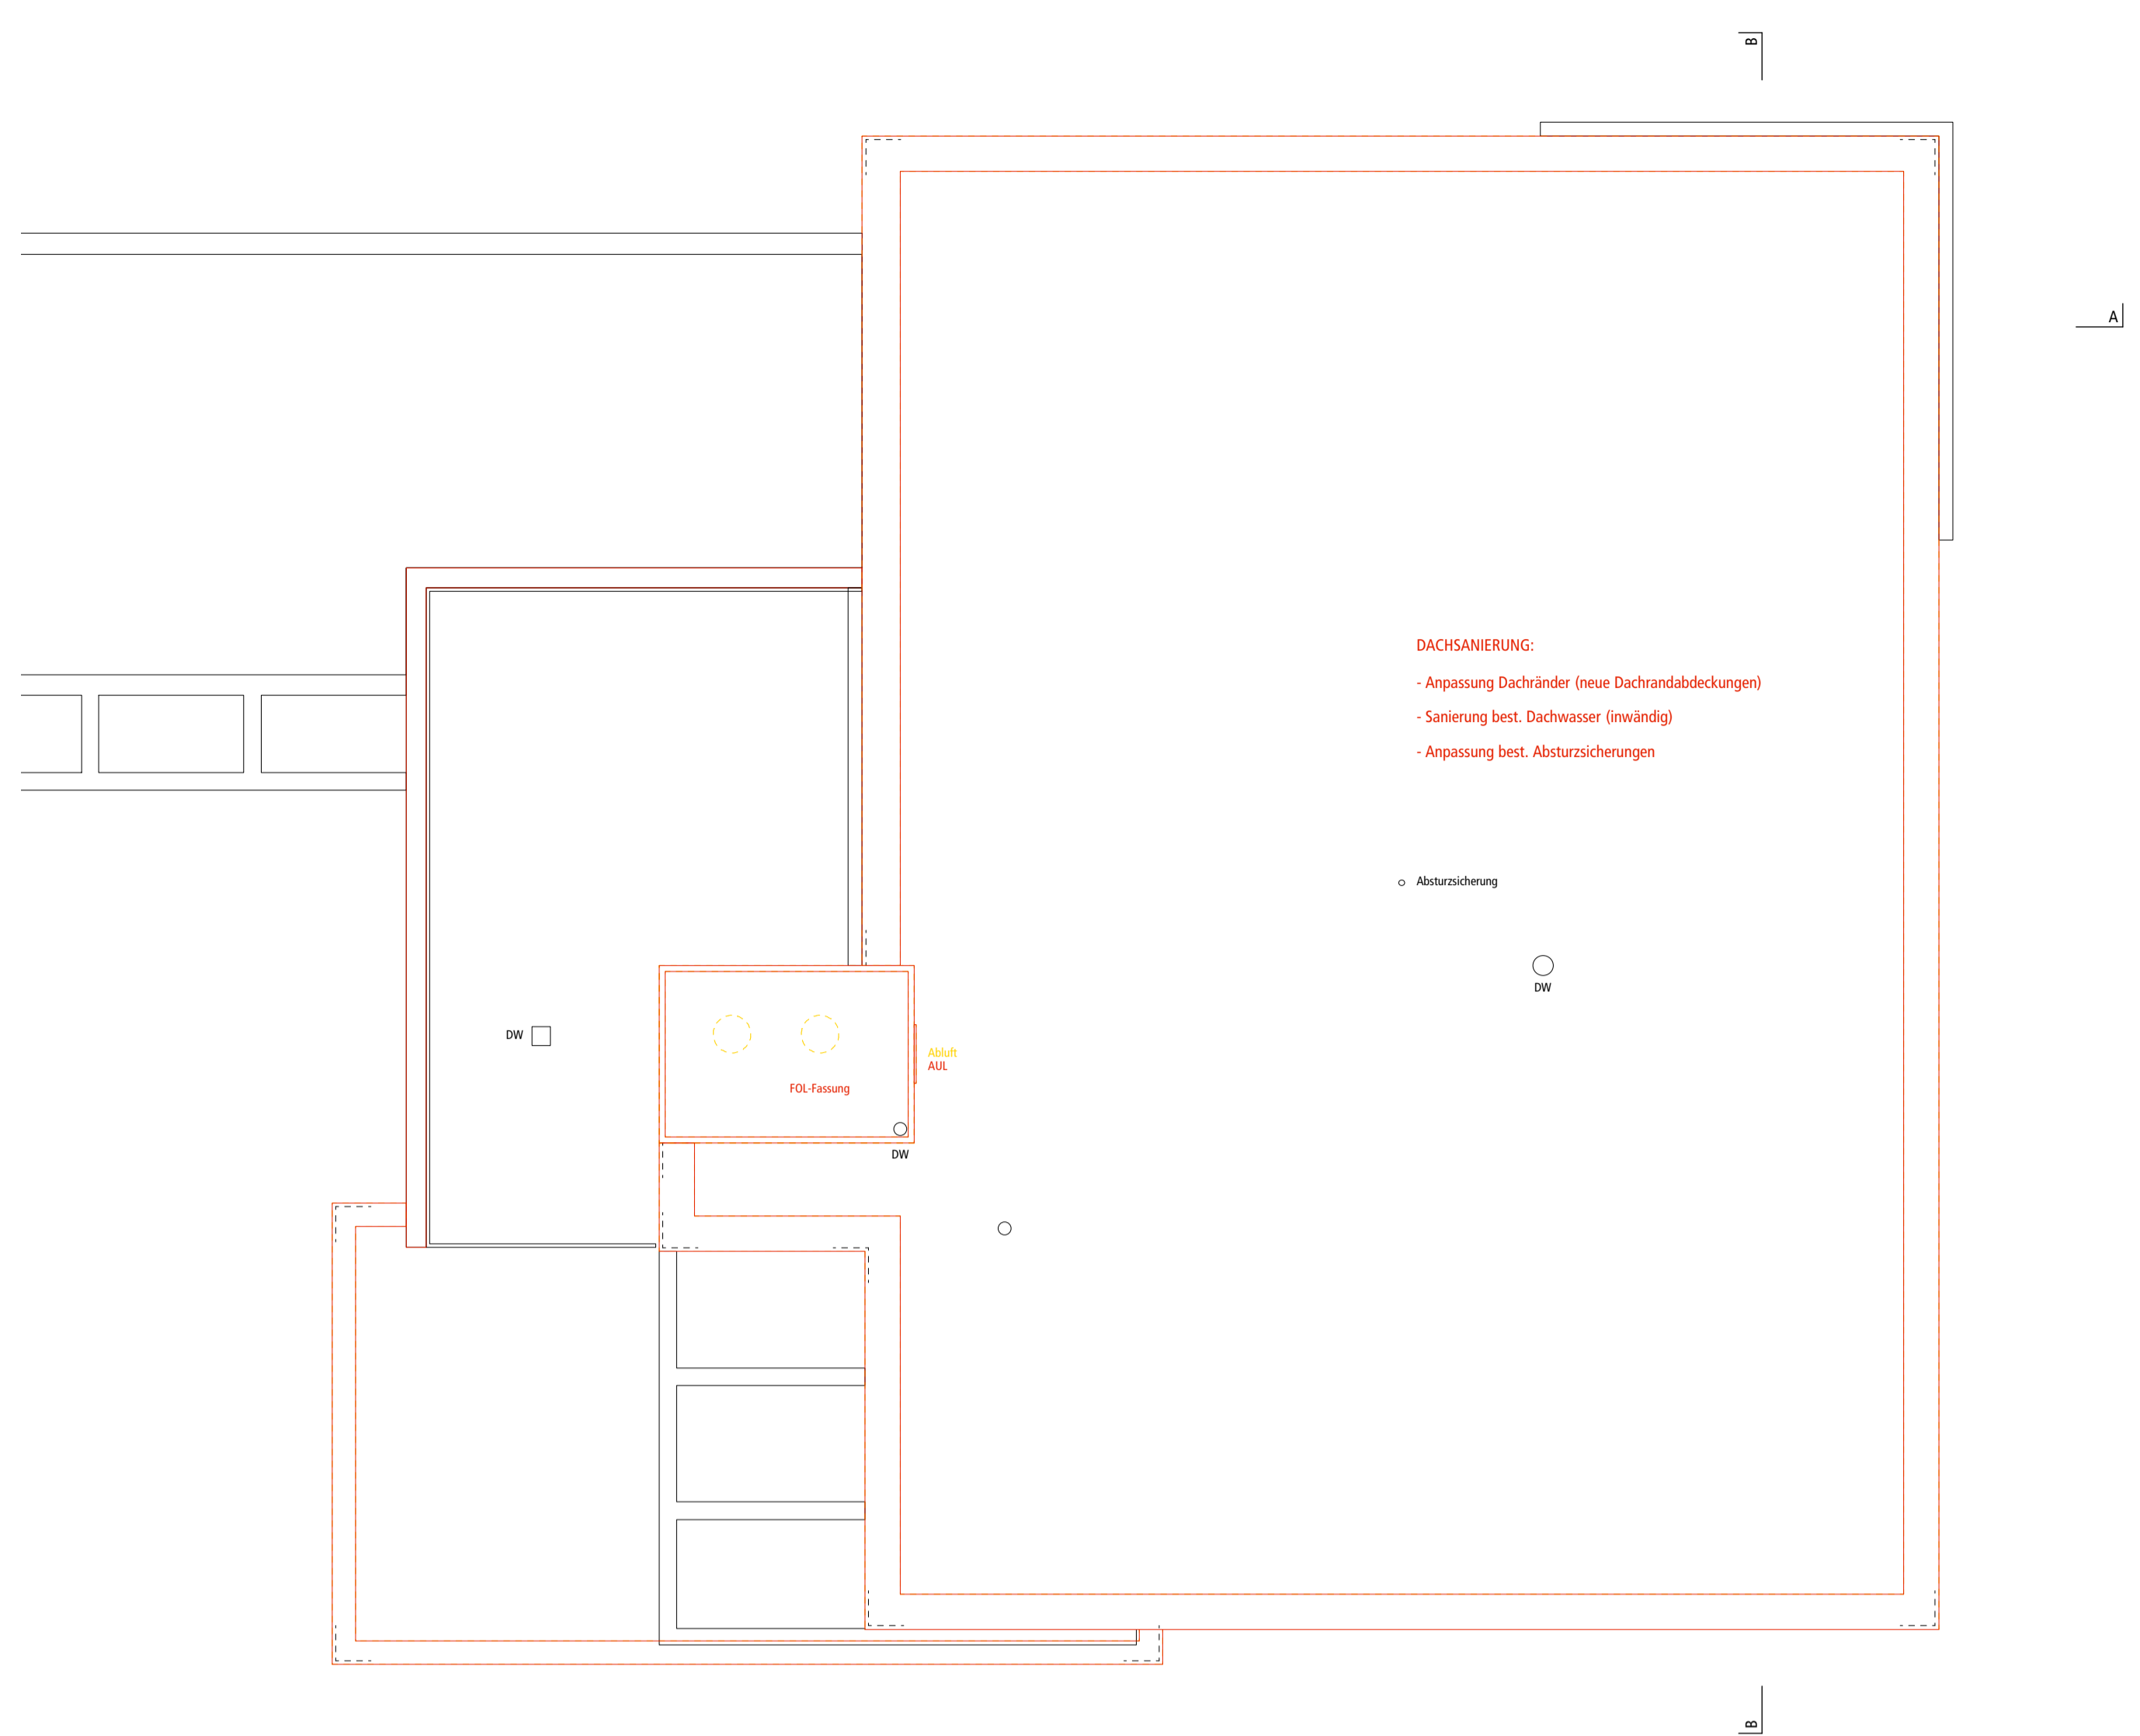 B
A
DACHSANIERUNG:
- Anpassung Dachränder (neue Dachrandabdeckungen)
- Sanierung best. Dachwasser (inwändig)
- Anpassung best. Absturzsicherungen
Absturzsicherung
DW
DW
Abluft
AUL
FOL-Fassung
DW
B